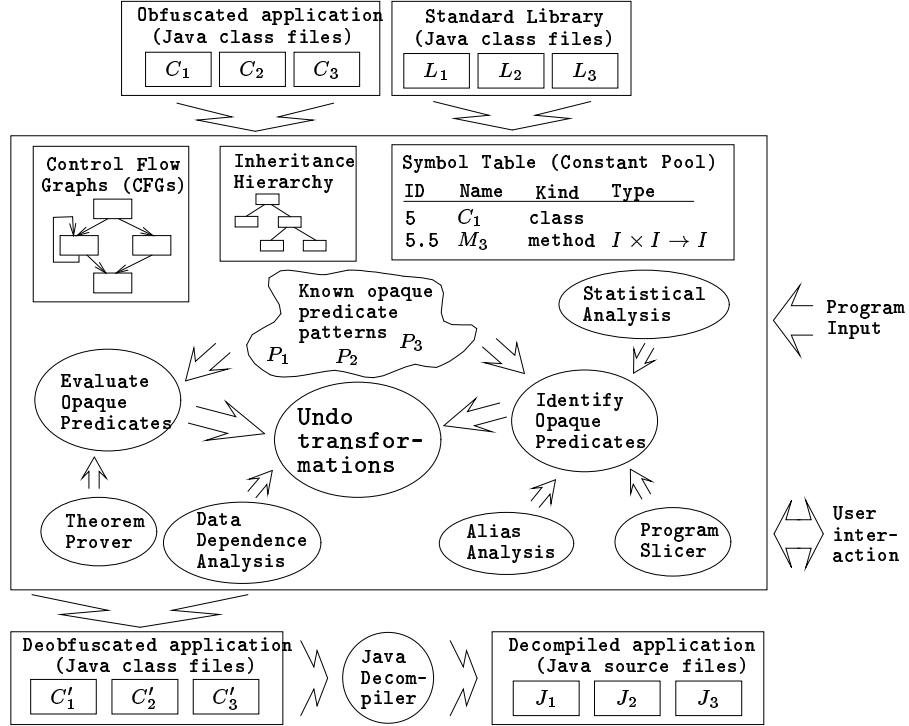 Obfuscated application
(Java class files)
C₁ C₂ C₃
Standard Library
(Java class files)
L₁ L₂ L₃
Control Flow
Graphs (CFGs)
Inheritance
Hierarchy
Symbol Table (Constant Pool)
ID Name Kind Type
5 C₁ class
5.5 M₃ method I × I → I
Known opaque
predicate
patterns
P₁ P₂ P₃
Statistical
Analysis
Program
Input
Evaluate
Opaque
Predicates
Undo
transfor-
mations
Identify
Opaque
Predicates
Theorem
Prover
Data
Dependence
Analysis
Alias
Analysis
Program
Slicer
User
inter-
action
Deobfuscated application
(Java class files)
C′₁ C′₂ C′₃
Java
Decom-
piler
Decompiled application
(Java source files)
J₁ J₂ J₃